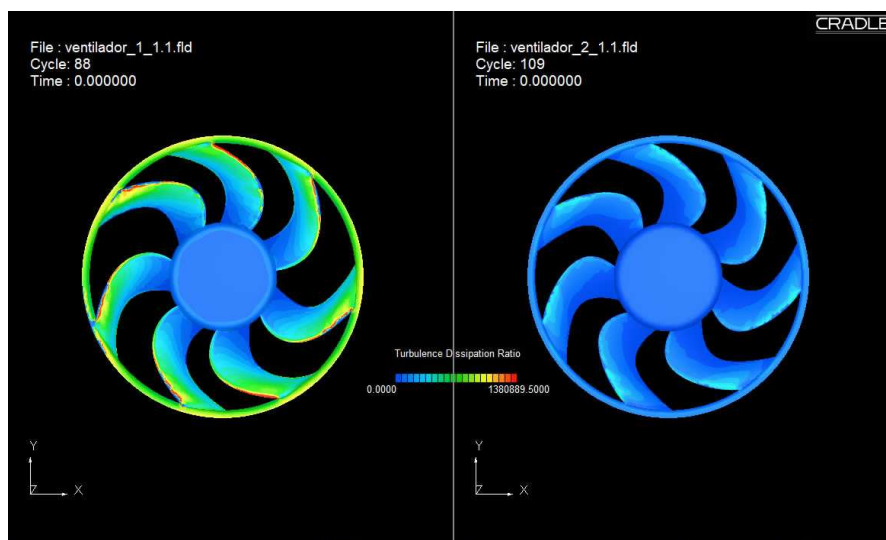 File : ventilador_1_1.1.fld
Cycle: 88
Time : 0.000000
File : ventilador_2_1.1.fld
Cycle: 109
Time : 0.000000
CRADLE
Turbulence Dissipation Ratio
0.0000
1380889.5000
Y
Z
X
Y
Z
X